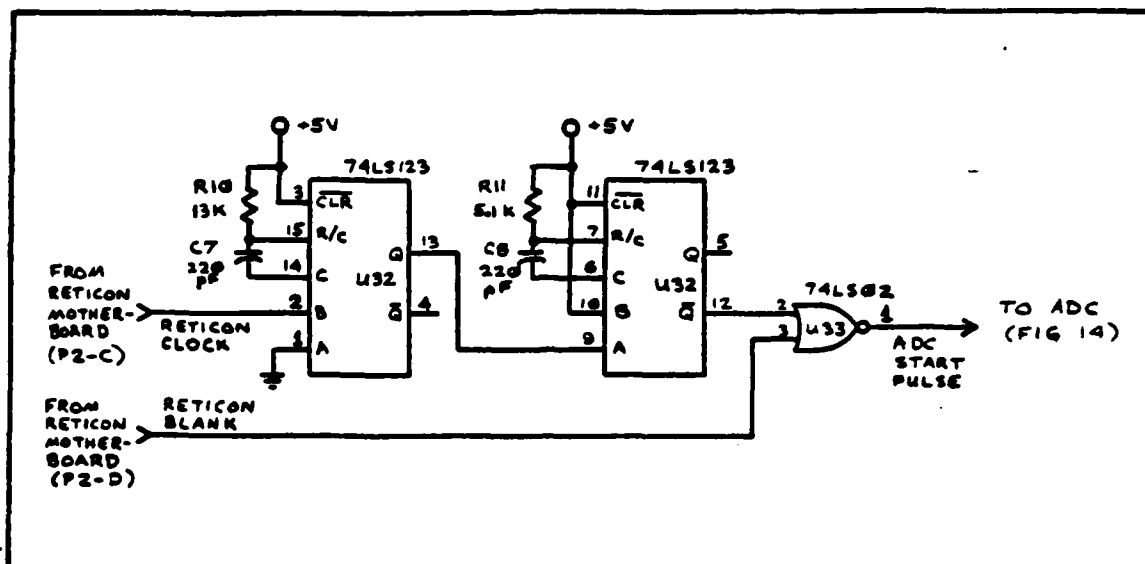 +5V
74LS123
R10
13K
3
CLR
15
R/C
C7
220
pF
14
C
Q
13
U32
2
B
Q
4
1
A
FROM
RETICON
MOTHER-
BOARD
(P2-C)
RETICON
CLOCK
+5V
74LS123
R11
5.1K
11
CLR
7
R/C
C8
220
pF
6
C
Q
5
U32
10
B
Q
12
9
A
74LS02
2
3
U33
1
ADC
START
PULSE
TO ADC
(FIG 14)
FROM
RETICON
MOTHER-
BOARD
(P2-D)
RETICON
BLANK